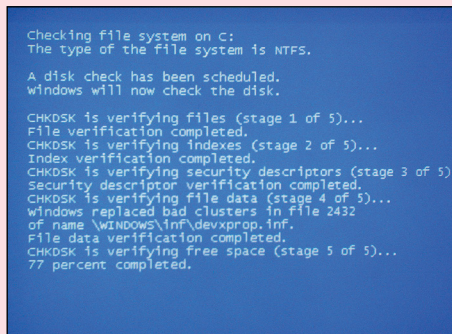 Checking file system on C:
The type of the file system is NTFS.
A disk check has been scheduled.
Windows will now check the disk.
CHKDSK is verifying files (stage 1 of 5)...
File verification completed.
CHKDSK is verifying indexes (stage 2 of 5)...
Index verification completed.
CHKDSK is verifying security descriptors (stage 3 of 5)
Security descriptor verification completed.
CHKDSK is verifying file data (stage 4 of 5)...
Windows replaced bad clusters in file 2432
of name \WINDOWS\inf\devxprop.inf.
File data verification completed.
CHKDSK is verifying free space (stage 5 of 5)...
77 percent completed.